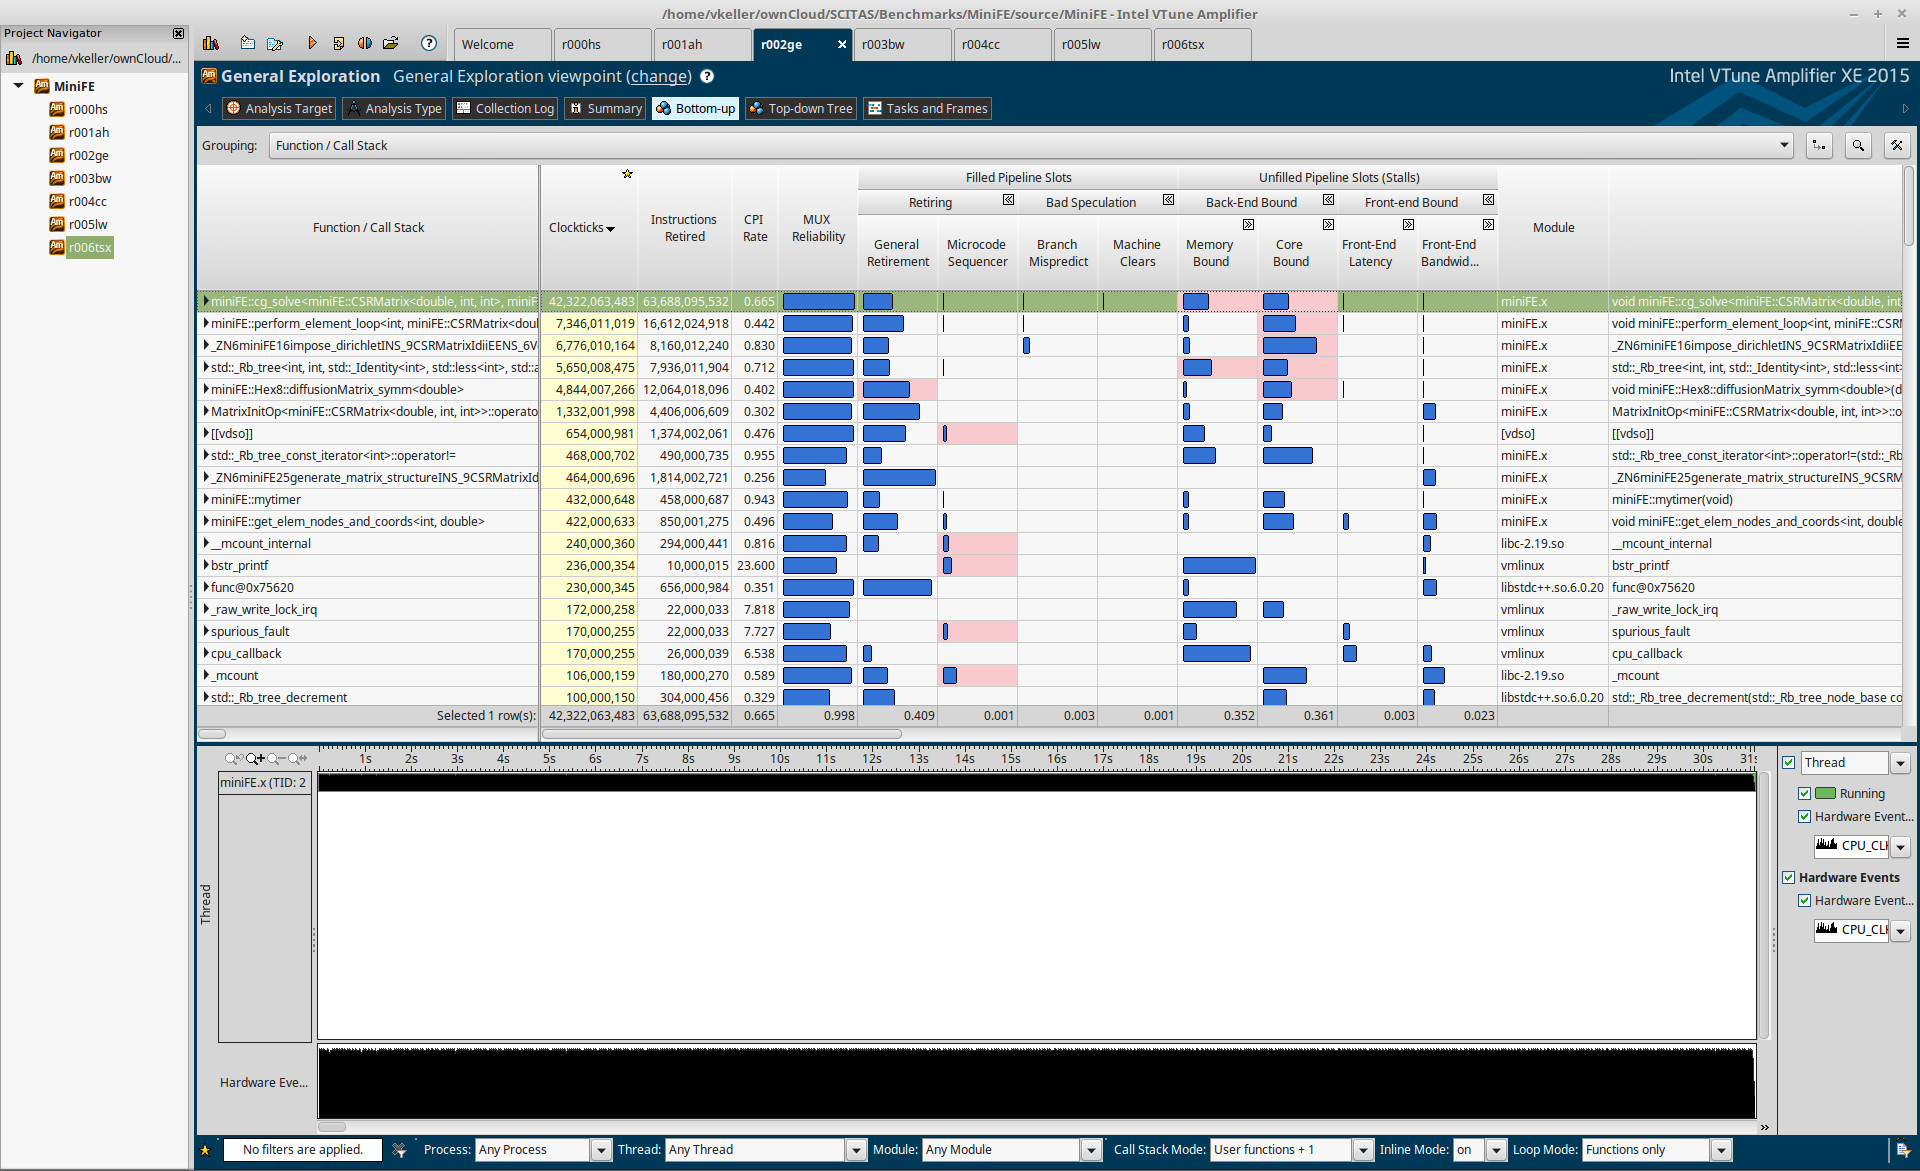 /home/vkeller/ownCloud/SCITAS/Benchmarks/MiniFE/source/MiniFE - Intel VTune Amplifier
Project Navigator
/home/vkeller/ownCloud/...
MiniFE
r000hs
r001ah
r002ge
r003bw
r004cc
r005lw
r006tsx
Welcome r000hs r001ah r002ge r003bw r004cc r005lw r006tsx
General Exploration General Exploration viewpoint (change) ?
Intel VTune Amplifier XE 2015
Analysis Target Analysis Type Collection Log Summary Bottom-up Top-down Tree Tasks and Frames
Grouping: Function / Call Stack
Filled Pipeline Slots Unfilled Pipeline Slots (Stalls)
Retiring Bad Speculation Back-End Bound Front-end Bound
Function / Call Stack Clockticks Instructions Retired CPI Rate MUX Reliability General Retirement Microcode Sequencer Branch Mispredict Machine Clears Memory Bound Core Bound Front-End Latency Front-End Bandwid... Module
miniFE::cg_solve<miniFE::CSRMatrix<double, int, int>, miniF 42,322,063,483 63,688,095,532 0.665 miniFE.x void miniFE::cg_solve<miniFE::CSRMatrix<double, int
miniFE::perform_element_loop<int, miniFE::CSRMatrix<doul 7,346,011,019 16,612,024,918 0.442 miniFE.x void miniFE::perform_element_loop<int, miniFE::CSRM
_ZN6miniFE16impose_dirichletINS_9CSRMatrixIdiiEENS_6V 6,776,010,164 8,160,012,240 0.830 miniFE.x _ZN6miniFE16impose_dirichletINS_9CSRMatrixIdiiEE
std::_Rb_tree<int, int, std::_Identity<int>, std::less<int>, std::a 5,650,008,475 7,936,011,904 0.712 miniFE.x std::_Rb_tree<int, int, std::_Identity<int>, std::less<int>
miniFE::Hex8::diffusionMatrix_symm<double> 4,844,007,266 12,064,018,096 0.402 miniFE.x void miniFE::Hex8::diffusionMatrix_symm<double>(d
MatrixInitOp<miniFE::CSRMatrix<double, int, int>>::operato 1,332,001,998 4,406,006,609 0.302 miniFE.x MatrixInitOp<miniFE::CSRMatrix<double, int, int>>::o
[[vdso]] 654,000,981 1,374,002,061 0.476 [vdso] [[vdso]]
std::_Rb_tree_const_iterator<int>::operator!= 468,000,702 490,000,735 0.955 miniFE.x std::_Rb_tree_const_iterator<int>::operator!=(std::_Rb
_ZN6miniFE25generate_matrix_structureINS_9CSRMatrixId 464,000,696 1,814,002,721 0.256 miniFE.x _ZN6miniFE25generate_matrix_structureINS_9CSRM
miniFE::mytimer 432,000,648 458,000,687 0.943 miniFE.x miniFE::mytimer(void)
miniFE::get_elem_nodes_and_coords<int, double> 422,000,633 850,001,275 0.496 miniFE.x void miniFE::get_elem_nodes_and_coords<int, double
__mcount_internal 240,000,360 294,000,441 0.816 libc-2.19.so __mcount_internal
bstr_printf 236,000,354 10,000,015 23.600 vmlinux bstr_printf
func@0x75620 230,000,345 656,000,984 0.351 libstdc++.so.6.0.20 func@0x75620
_raw_write_lock_irq 172,000,258 22,000,033 7.818 vmlinux _raw_write_lock_irq
spurious_fault 170,000,255 22,000,033 7.727 vmlinux spurious_fault
cpu_callback 170,000,255 26,000,039 6.538 vmlinux cpu_callback
_mcount 106,000,159 180,000,270 0.589 libc-2.19.so _mcount
std::_Rb_tree_decrement 100,000,150 304,000,456 0.329 libstdc++.so.6.0.20 std::_Rb_tree_decrement(std::_Rb_tree_node_base co
Selected 1 row(s): 42,322,063,483 63,688,095,532 0.665 0.998 0.409 0.001 0.003 0.001 0.352 0.361 0.003 0.023
1s 2s 3s 4s 5s 6s 7s 8s 9s 10s 11s 12s 13s 14s 15s 16s 17s 18s 19s 20s 21s 22s 23s 24s 25s 26s 27s 28s 29s 30s 31s
miniFE.x (TID: 2
Thread
Hardware Eve...
Thread
Running
Hardware Event...
CPU_CLK
Hardware Events
Hardware Event...
CPU_CLK
No filters are applied. Process: Any Process Thread: Any Thread Module: Any Module Call Stack Mode: User functions + 1 Inline Mode: on Loop Mode: Functions only